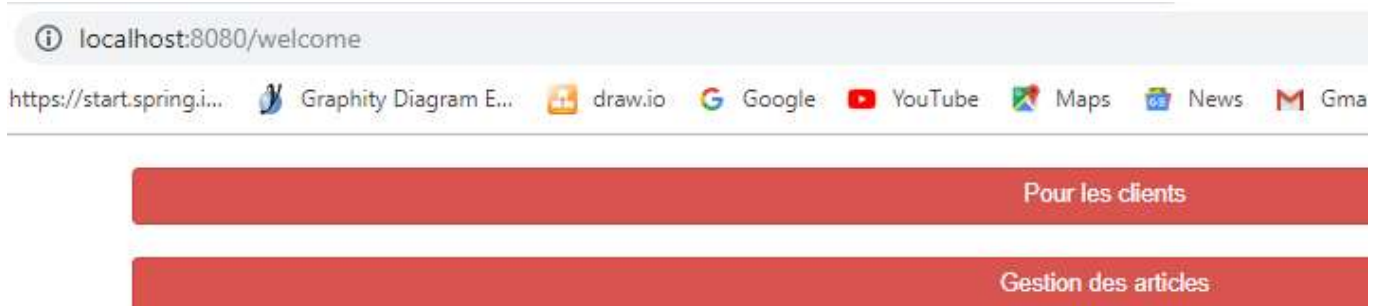 localhost:8080/welcome
https://start.spring.i... Graphity Diagram E... draw.io Google YouTube Maps News Gma
Pour les clients
Gestion des articles